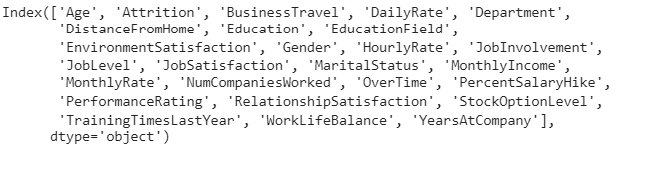 Index(['Age', 'Attrition', 'BusinessTravel', 'DailyRate', 'Department',
'DistanceFromHome', 'Education', 'EducationField',
'EnvironmentSatisfaction', 'Gender', 'HourlyRate', 'JobInvolvement',
'JobLevel', 'JobSatisfaction', 'MaritalStatus', 'MonthlyIncome',
'MonthlyRate', 'NumCompaniesWorked', 'OverTime', 'PercentSalaryHike',
'PerformanceRating', 'RelationshipSatisfaction', 'StockOptionLevel',
'TrainingTimesLastYear', 'WorkLifeBalance', 'YearsAtCompany'],
dtype='object')